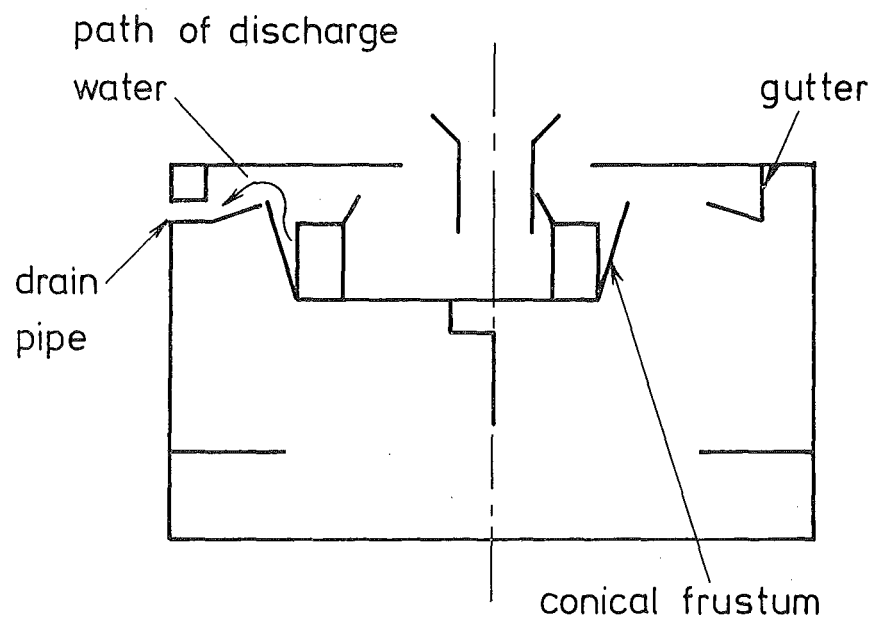 path of discharge
water
gutter
drain
pipe
conical frustum